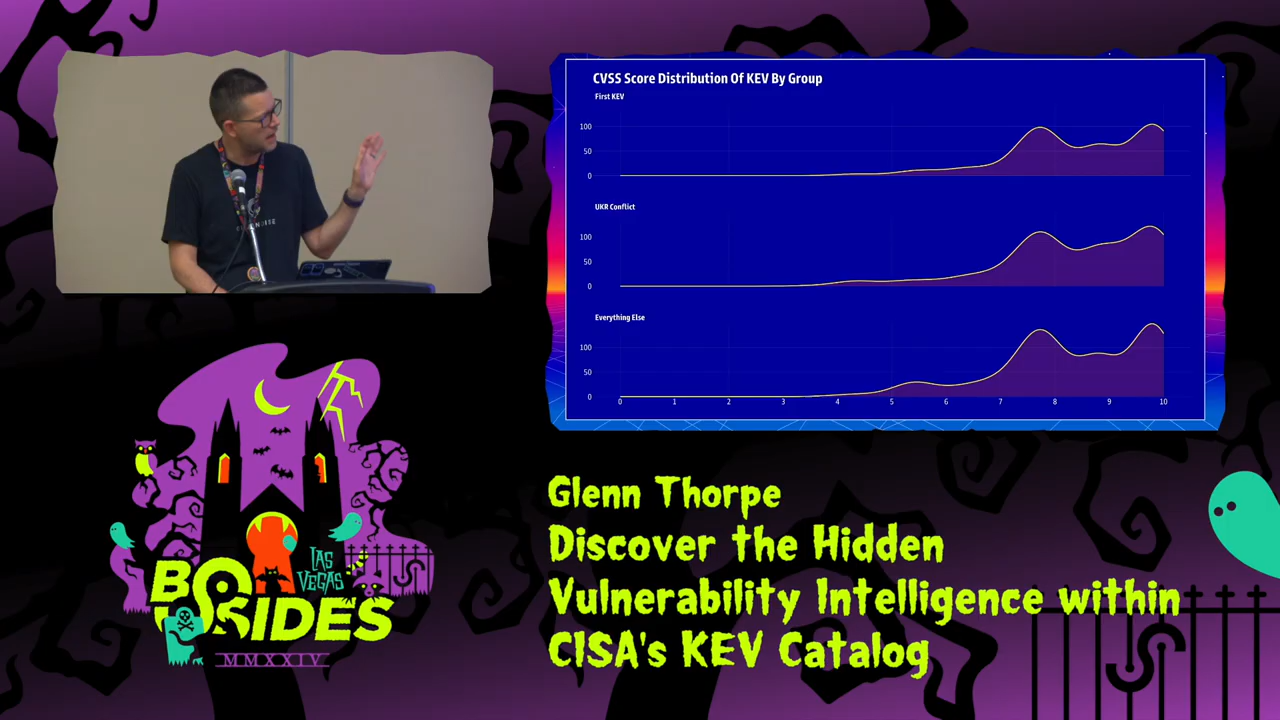 CVSS Score Distribution Of KEV By Group
First KEV
100
50
0
UKR Conflict
100
50
0
Everything Else
100
50
0
0 1 2 3 4 5 6 7 8 9 10
LAS
VEGAS
BSIDES
MMXXIV
Glenn Thorpe
Discover the Hidden
Vulnerability Intelligence within
CISA's KEV Catalog